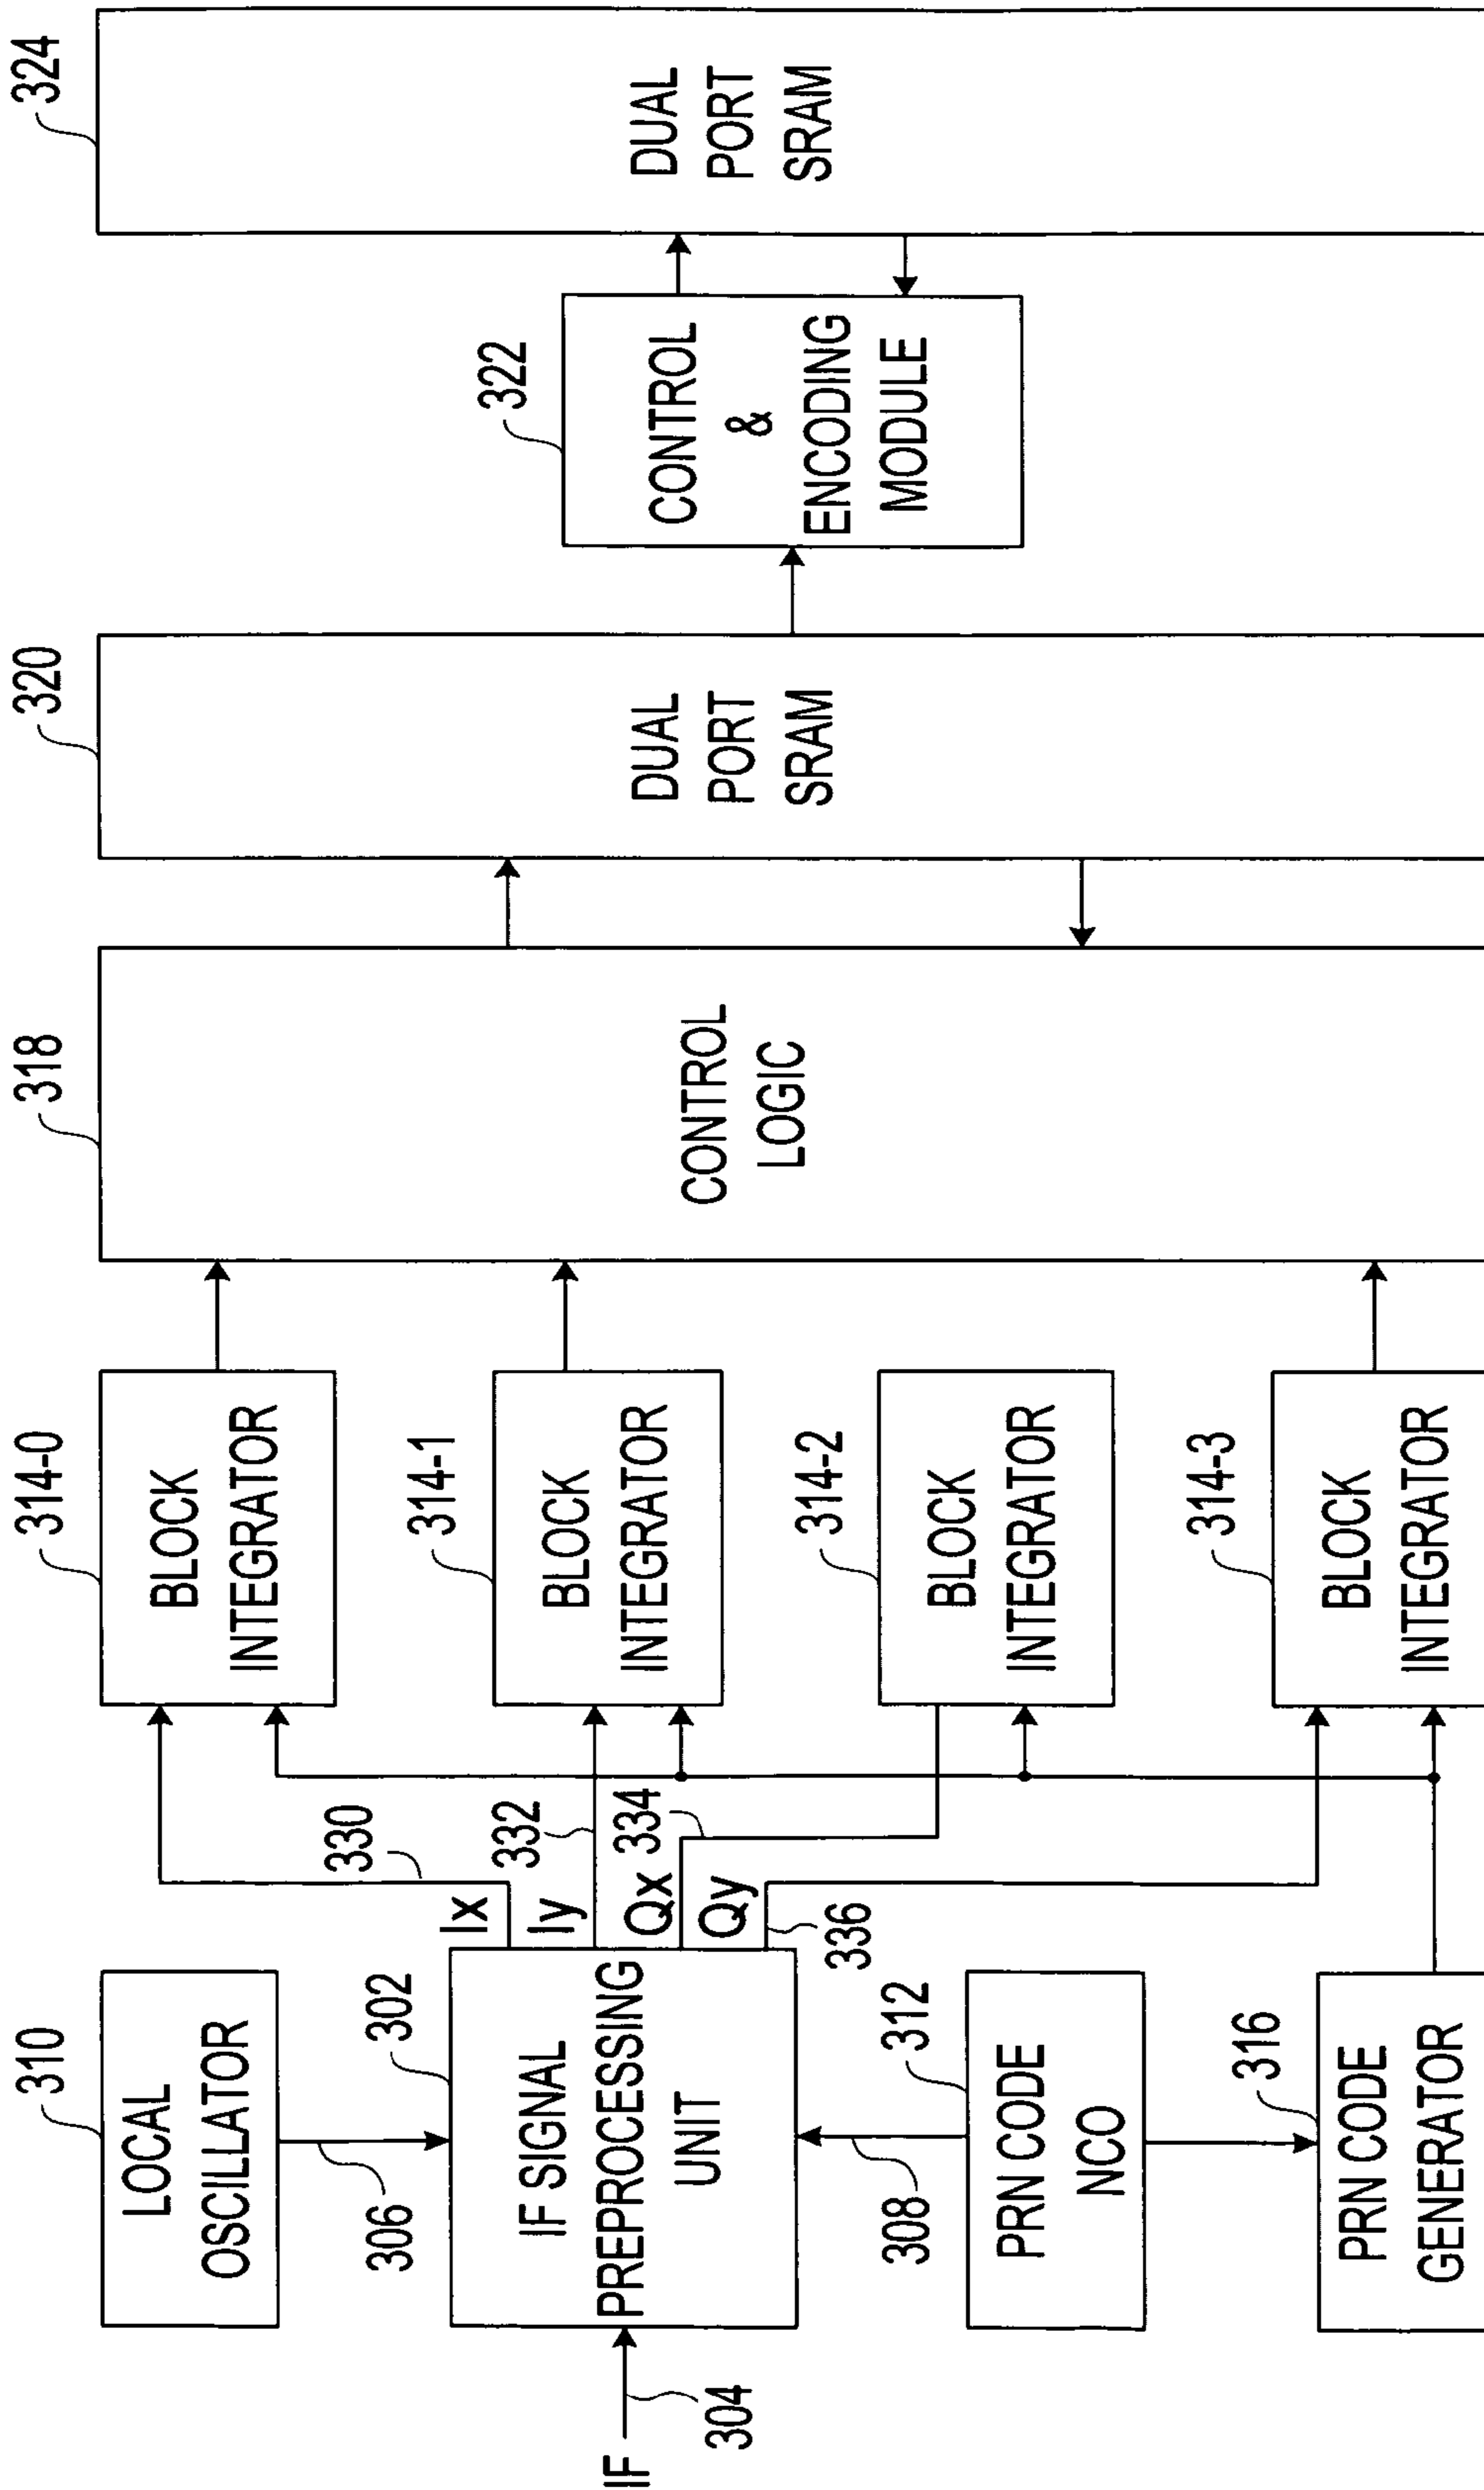 310
LOCAL
OSCILLATOR
306
302
IF SIGNAL
PREPROCESSING
UNIT
IF
304
308
312
PRN CODE
NCO
316
PRN CODE
GENERATOR
Ix
330
Iy
332
Qx
334
Qy
336
314-0
BLOCK
INTEGRATOR
314-1
BLOCK
INTEGRATOR
314-2
BLOCK
INTEGRATOR
314-3
BLOCK
INTEGRATOR
318
CONTROL
LOGIC
320
DUAL
PORT
SRAM
322
CONTROL
&
ENCODING
MODULE
324
DUAL
PORT
SRAM